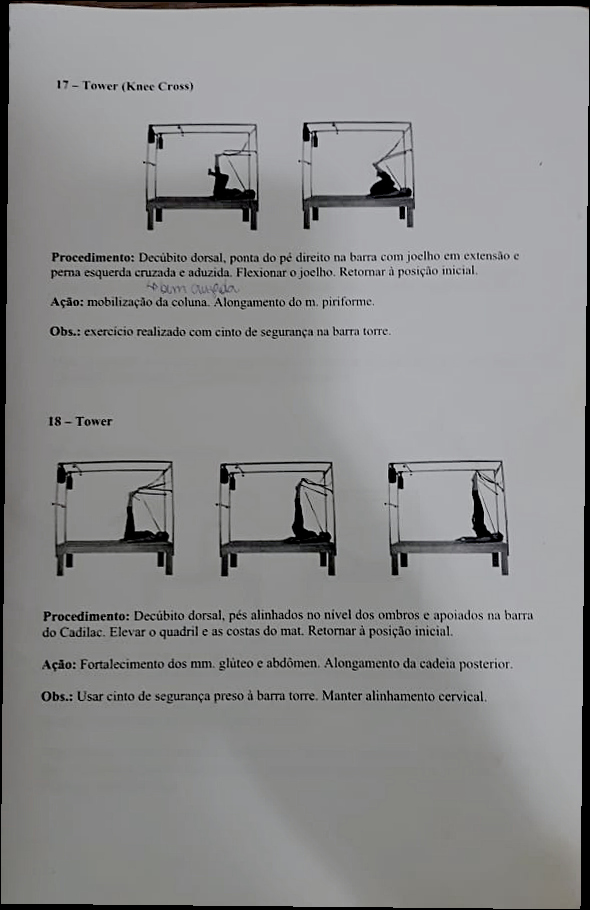 17 – Tower (Knee Cross)
Procedimento: Decúbito dorsal, ponta do pé direito na barra com joelho em extensão e
perna esquerda cruzada e aduzida. Flexionar o joelho. Retornar à posição inicial.
bem cruzada
Ação: mobilização da coluna. Alongamento do m. piriforme.
Obs.: exercício realizado com cinto de segurança na barra torre.
18 – Tower
Procedimento: Decúbito dorsal, pés alinhados no nível dos ombros e apoiados na barra
do Cadilac. Elevar o quadril e as costas do mat. Retornar à posição inicial.
Ação: Fortalecimento dos mm. glúteo e abdômen. Alongamento da cadeia posterior.
Obs.: Usar cinto de segurança preso à barra torre. Manter alinhamento cervical.